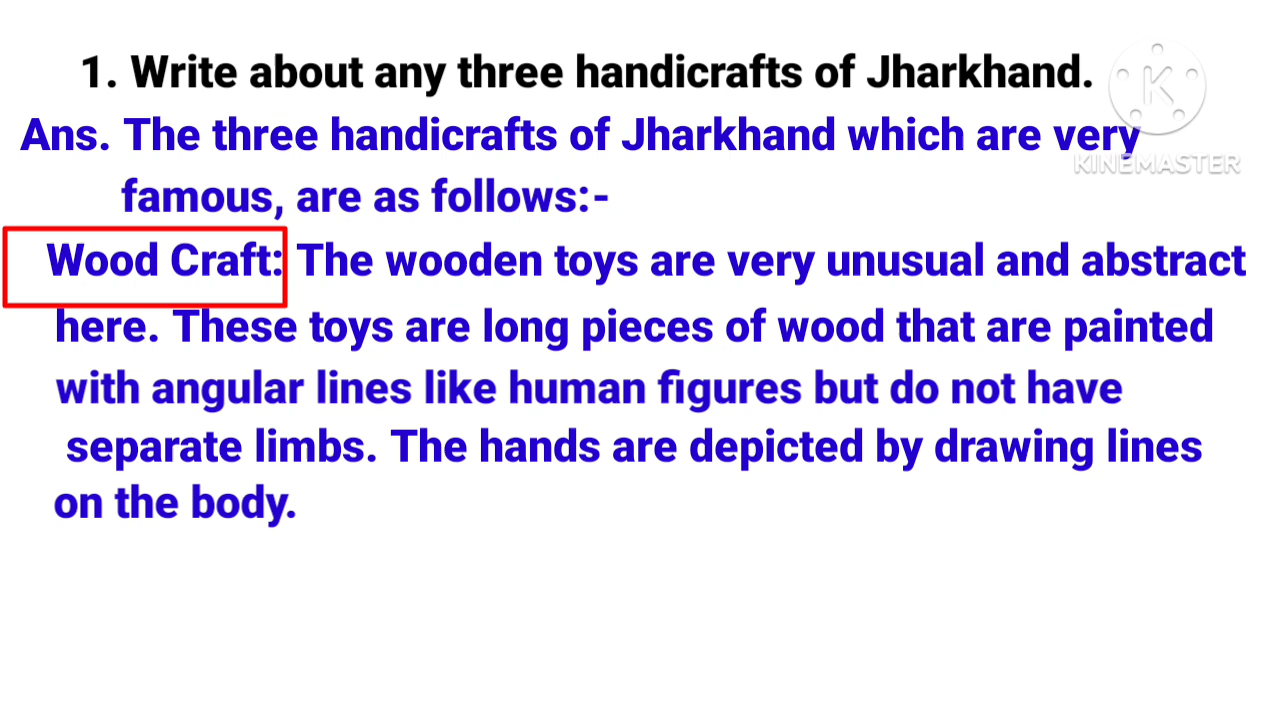 1. Write about any three handicrafts of Jharkhand.
Ans. The three handicrafts of Jharkhand which are very
famous, are as follows:-
Wood Craft: The wooden toys are very unusual and abstract
here. These toys are long pieces of wood that are painted
with angular lines like human figures but do not have
separate limbs. The hands are depicted by drawing lines
on the body.
K
KINEMASTER